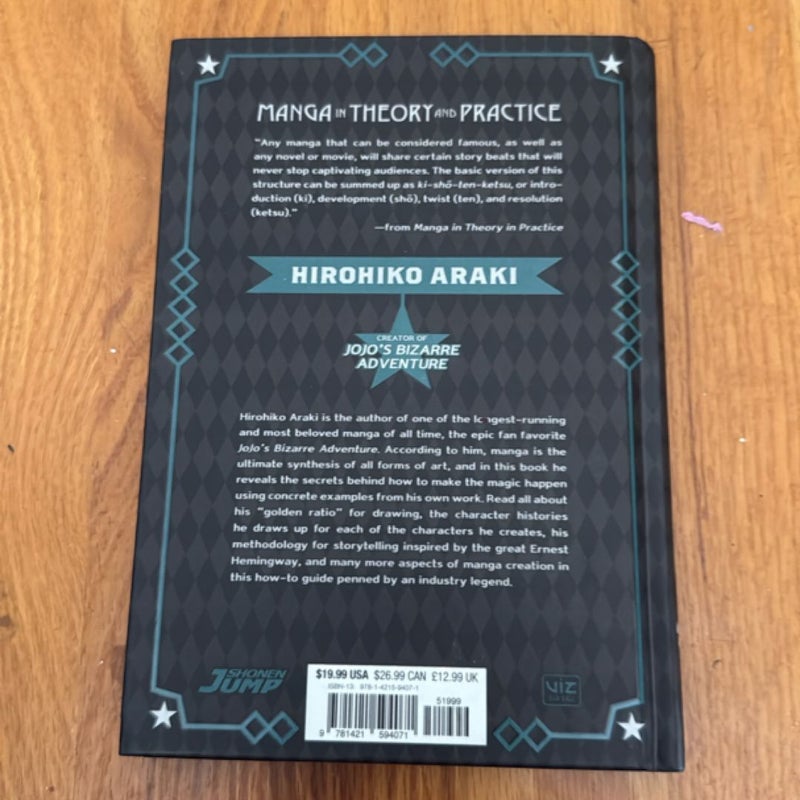 MANGA IN THEORY AND PRACTICE
"Any manga that can be considered famous, as well as
any novel or movie, will share certain story beats that will
never stop captivating audiences. The basic version of this
structure can be summed up as ki-shō-ten-ketsu, or intro-
duction (ki), development (shō), twist (ten), and resolution
(ketsu)."
—from Manga in Theory in Practice
HIROHIKO ARAKI
CREATOR OF
JOJO'S BIZARRE
ADVENTURE
Hirohiko Araki is the author of one of the longest-running
and most beloved manga of all time, the epic fan favorite
JoJo's Bizarre Adventure. According to him, manga is the
ultimate synthesis of all forms of art, and in this book he
reveals the secrets behind how to make the magic happen
using concrete examples from his own work. Read all about
his "golden ratio" for drawing, the character histories
he draws up for each of the characters he creates, his
methodology for storytelling inspired by the great Ernest
Hemingway, and many more aspects of manga creation in
this how-to guide penned by an industry legend.
SHONEN
JUMP
$19.99 USA $26.99 CAN £12.99 UK
ISBN-13: 978-1-4215-9407-1
51999
9 781421 594071
VIZ